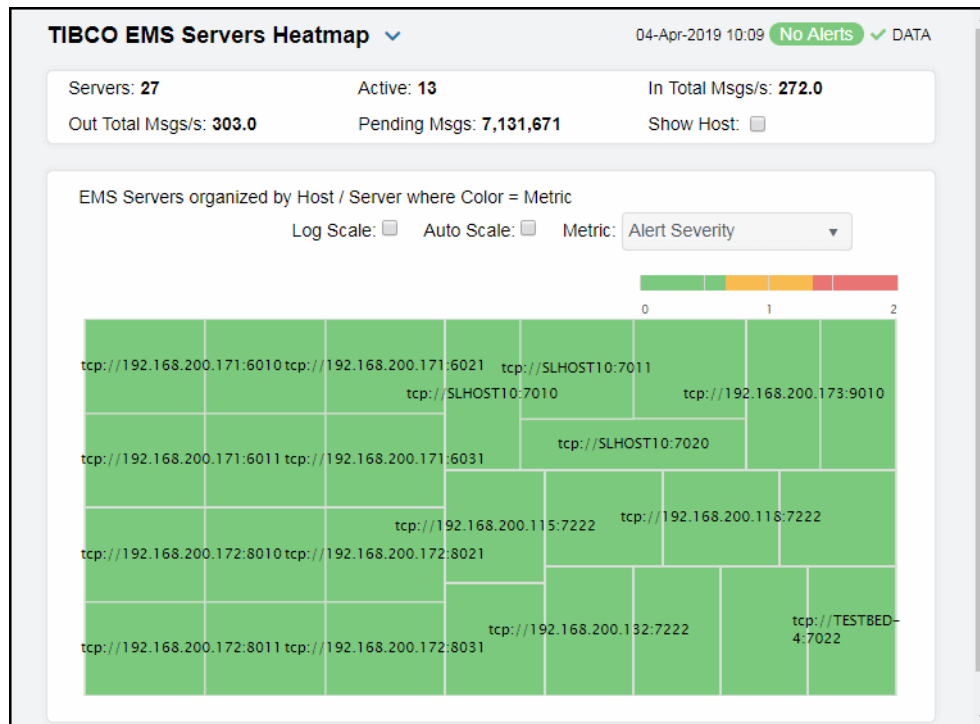 TIBCO EMS Servers Heatmap
04-Apr-2019 10:09 No Alerts DATA
Servers: 27 Active: 13 In Total Msgs/s: 272.0
Out Total Msgs/s: 303.0 Pending Msgs: 7,131,671 Show Host:
EMS Servers organized by Host / Server where Color = Metric
Log Scale: Auto Scale: Metric: Alert Severity
0 1 2
tcp://192.168.200.171:6010 tcp://192.168.200.171:6021 tcp://SLHOST10:7011
tcp://SLHOST10:7010 tcp://192.168.200.173:9010
tcp://SLHOST10:7020
tcp://192.168.200.171:6011 tcp://192.168.200.171:6031
tcp://192.168.200.115:7222 tcp://192.168.200.118:7222
tcp://192.168.200.172:8010 tcp://192.168.200.172:8021
tcp://192.168.200.132:7222 tcp://TESTBED-
4:7022
tcp://192.168.200.172:8011 tcp://192.168.200.172:8031